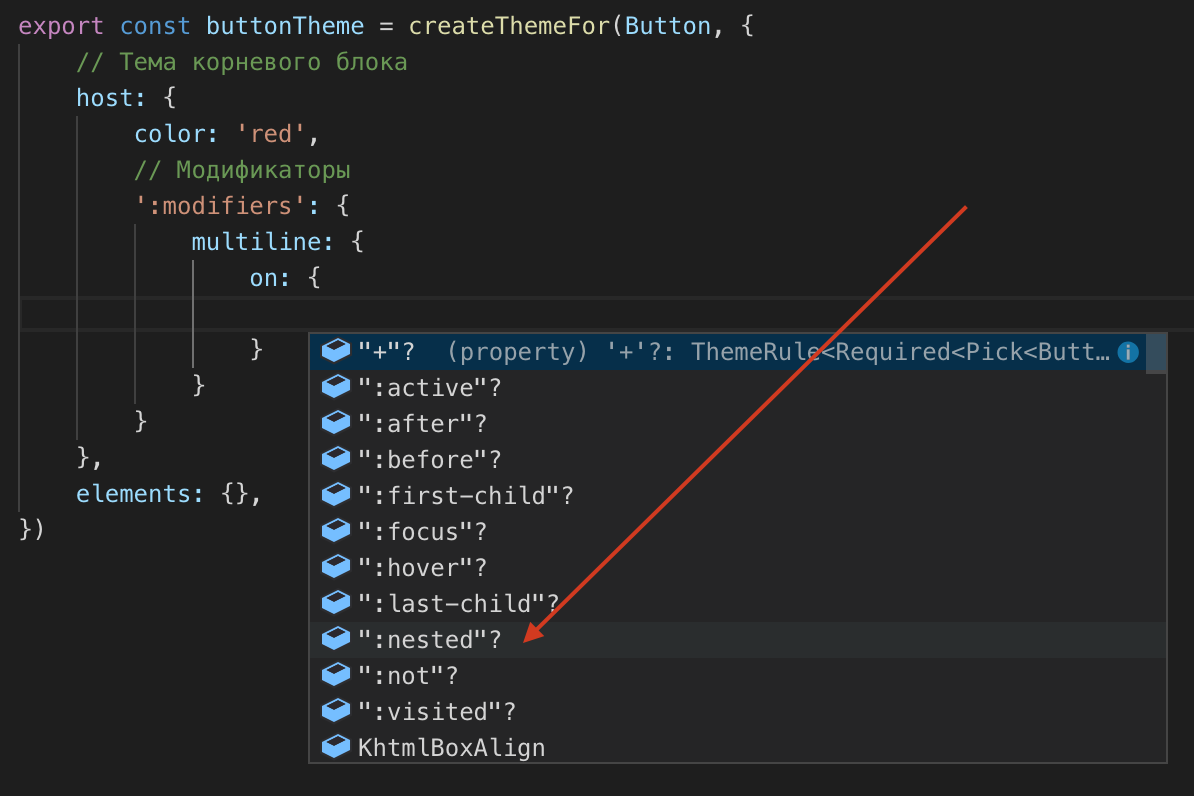 export const buttonTheme = createThemeFor(Button, {
// Тема корневого блока
host: {
color: 'red',
// Модификаторы
':modifiers': {
multiline: {
on: {
}
"+"? (property) '+'?: ThemeRule<Required<Pick<Butt…
":active"?
}
":after"?
}
":before"?
},
":first-child"?
elements: {},
":focus"?
})
":hover"?
":last-child"?
":nested"?
":not"?
":visited"?
KhtmlBoxAlign